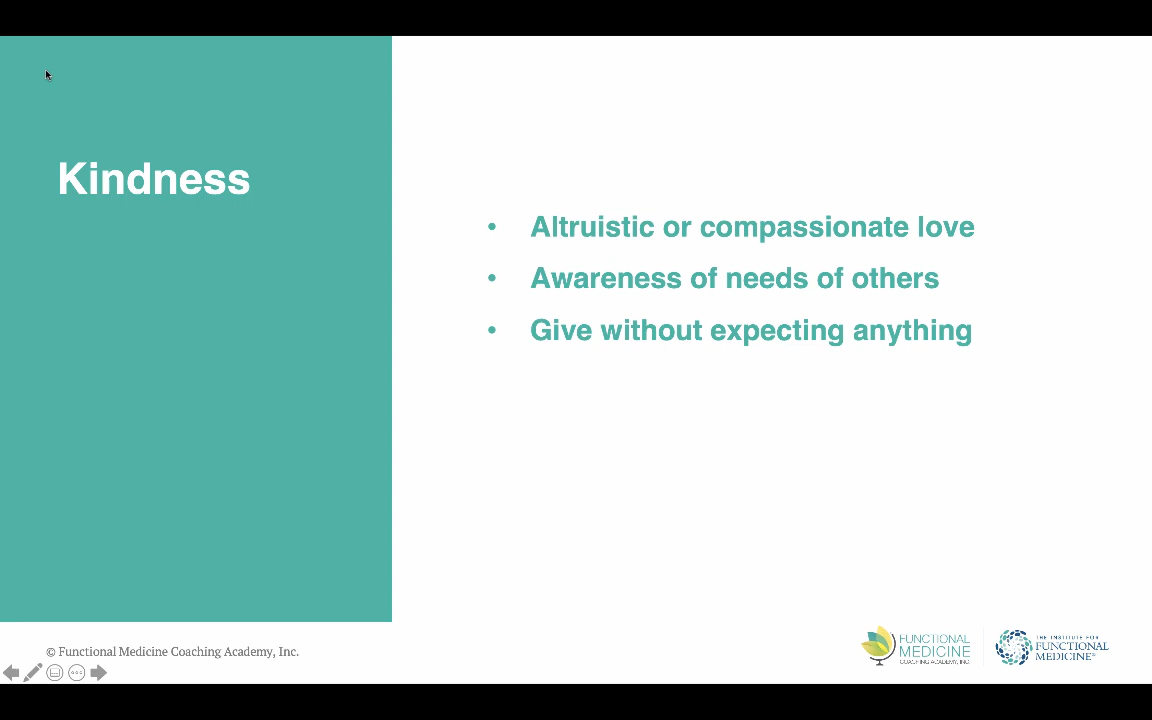 Kindness
• Altruistic or compassionate love
• Awareness of needs of others
• Give without expecting anything
© Functional Medicine Coaching Academy, Inc.
FUNCTIONAL
MEDICINE
COACHING ACADEMY, INC.
THE INSTITUTE FOR
FUNCTIONAL
MEDICINE™